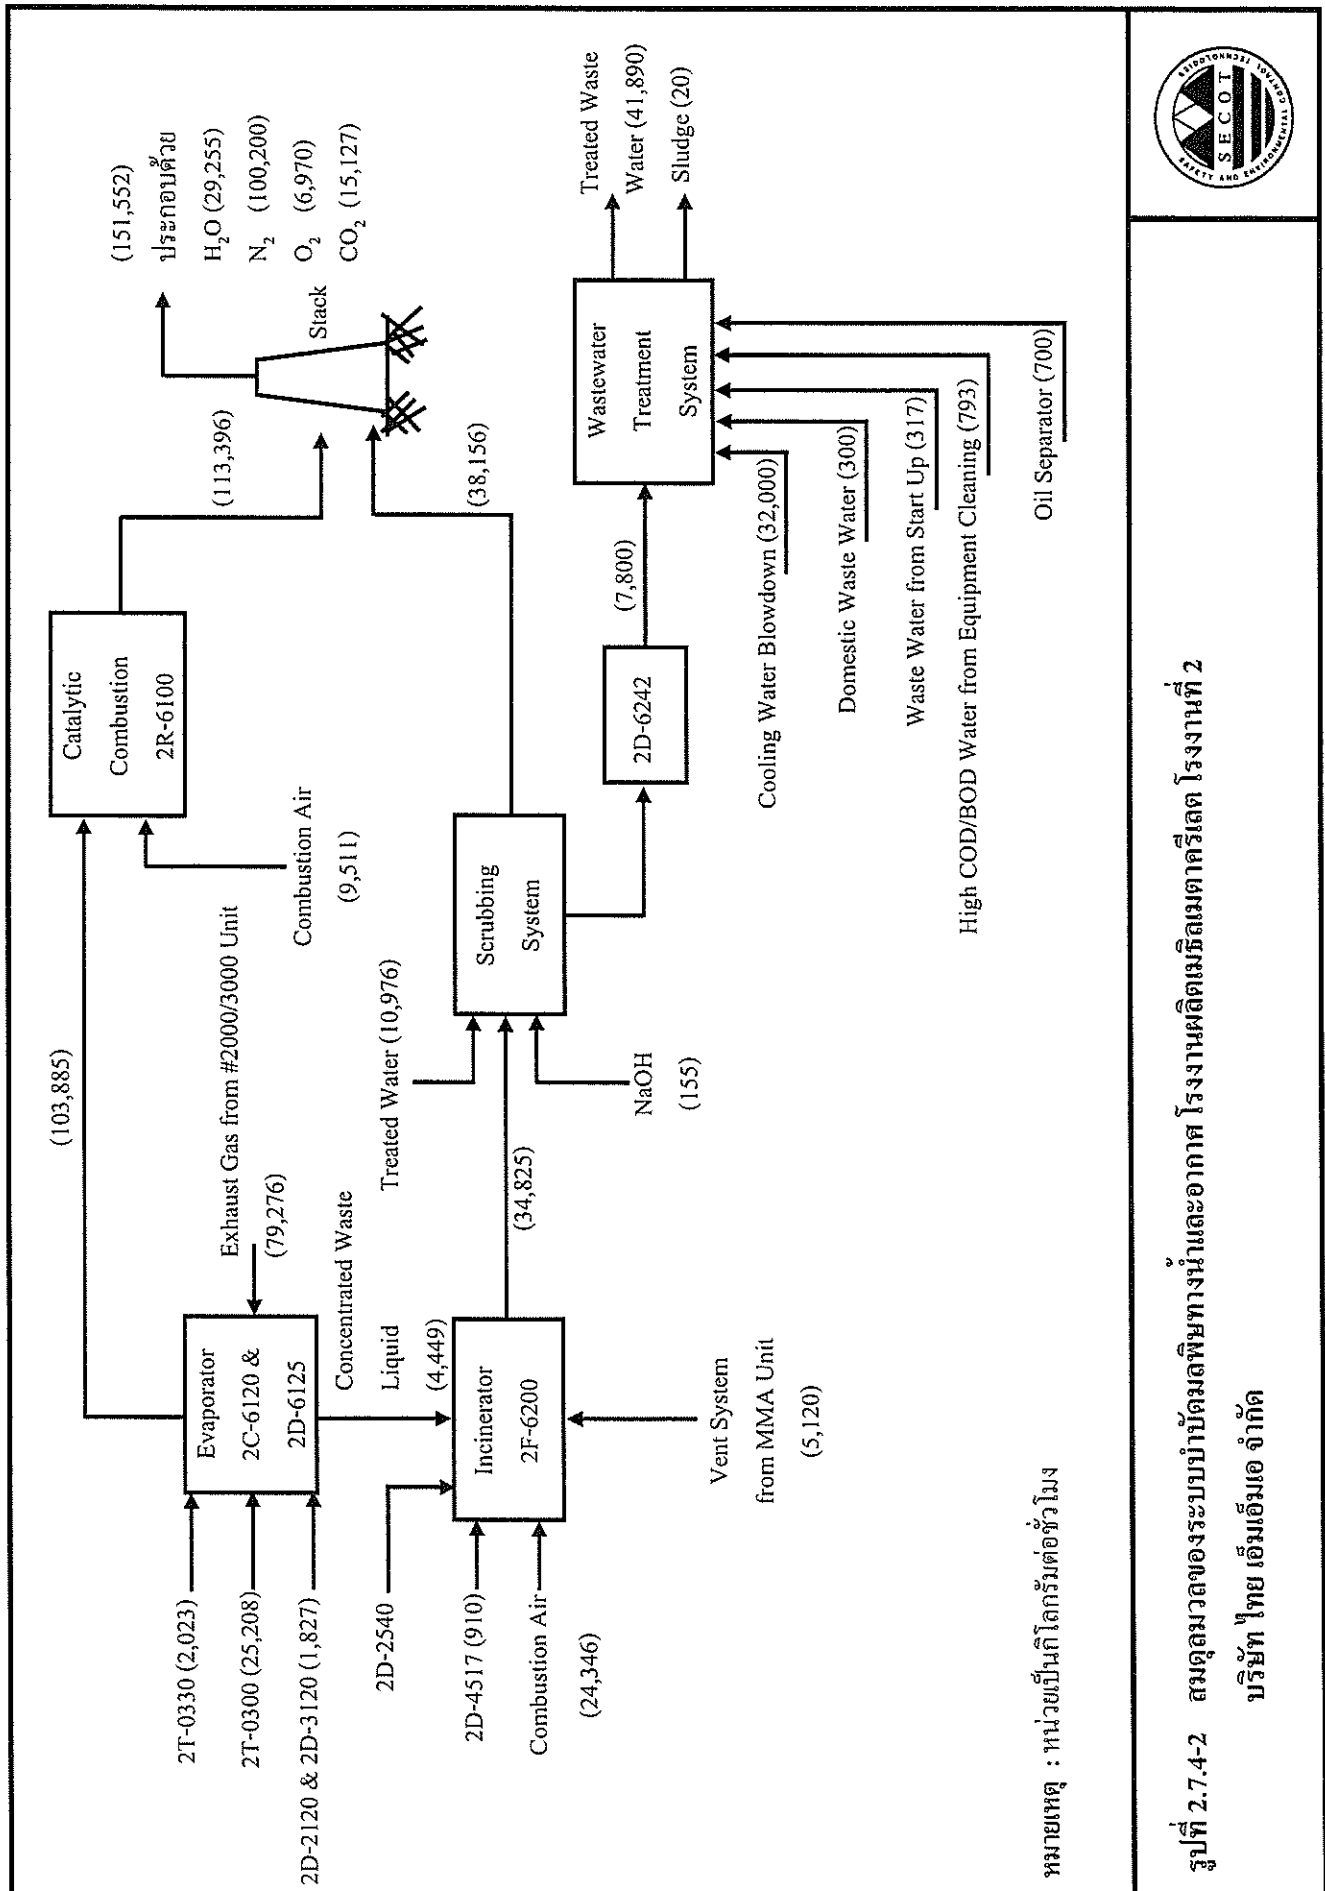 (103,885)
Catalytic
Combustion
2R-6100
(113,396)
(151,552)
ประกอบด้วย
H₂O (29,255)
N₂ (100,200)
O₂ (6,970)
CO₂ (15,127)
Stack
Combustion Air
(9,511)
Exhaust Gas from #2000/3000 Unit
(79,276)
Evaporator
2C-6120 &
2D-6125
2T-0330 (2,023)
2T-0300 (25,208)
2D-2120 & 2D-3120 (1,827)
Concentrated Waste
Liquid
(4,449)
2D-2540
2D-4517 (910)
Combustion Air
(24,346)
Incinerator
2F-6200
Vent System
from MMA Unit
(5,120)
(34,825)
Treated Water (10,976)
NaOH
(155)
Scrubbing
System
(38,156)
2D-6242
(7,800)
Wastewater
Treatment
System
Treated Waste
Water (41,890)
Sludge (20)
Cooling Water Blowdown (32,000)
Domestic Waste Water (300)
Waste Water from Start Up (317)
High COD/BOD Water from Equipment Cleaning (793)
Oil Separator (700)
หมายเหตุ : หน่วยเป็นกิโลกรัมต่อชั่วโมง
รูปที่ 2.7.4-2 สมดุลมวลของระบบบำบัดมลพิษทางน้ำและอากาศ โรงงานผลิตเมธิลเมตาครีเลต โรงงานที่ 2
บริษัท ไทย เอ็มเอ็มเอ จำกัด
SECOT
SAFETY AND ENVIRONMENTAL CONTROL TECHNOLOGIES